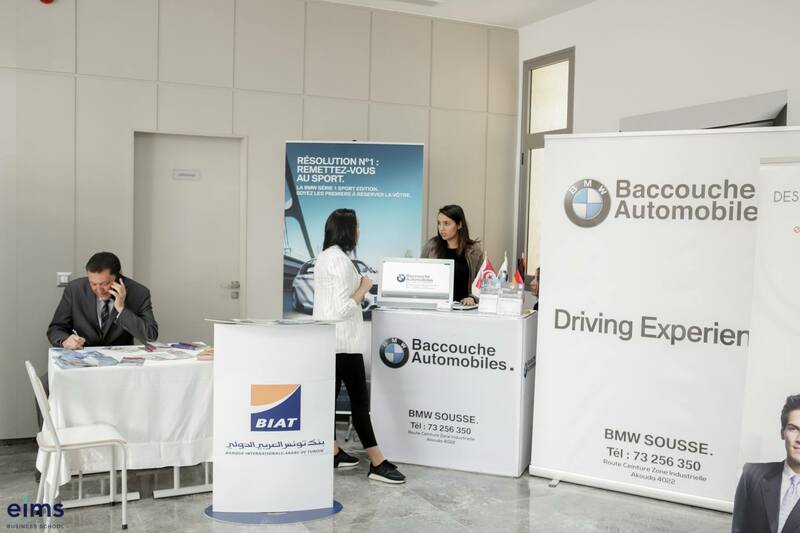 RÉSOLUTION N°1 :
REMETTEZ-VOUS
AU SPORT.
LA BMW SÉRIE 1 SPORT EDITION.
SOYEZ LES PREMIERS À RÉSERVER LA VÔTRE.
Baccouche
Automobiles
BMW
Baccouche
Automobiles.
BMW SOUSSE.
Tél : 73 256 350
Route Ceinture Zone Industrielle
Akouda
BIAT
بنك تونس العربي الدولي
BANQUE INTERNATIONALE ARABE DE TUNISIE
BMW
Baccouche
Automobiles
Driving Experien
BMW SOUSSE.
Tél : 73 256 350
Route Ceinture Zone Industrielle
Akouda 4022
DES
eims
BUSINESS SCHOOL